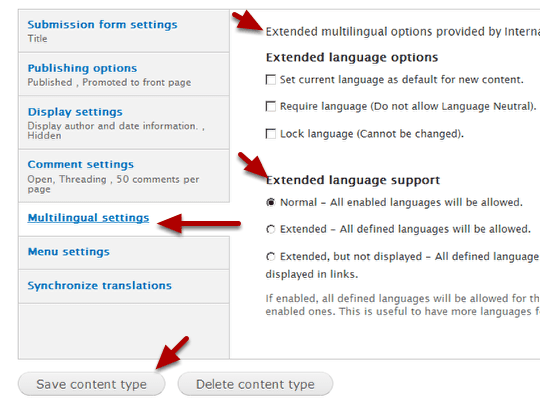 Submission form settings
Title
Publishing options
Published , Promoted to front page
Display settings
Display author and date information. ,
Hidden
Comment settings
Open, Threading , 50 comments per
page
Multilingual settings
Menu settings
Synchronize translations
Extended multilingual options provided by Interna
Extended language options
Set current language as default for new content.
Require language (Do not allow Language Neutral).
Lock language (Cannot be changed).
Extended language support
Normal – All enabled languages will be allowed.
Extended – All defined languages will be allowed.
Extended, but not displayed – All defined language
displayed in links.
If enabled, all defined languages will be allowed for th
enabled ones. This is useful to have more languages f
Save content type
Delete content type